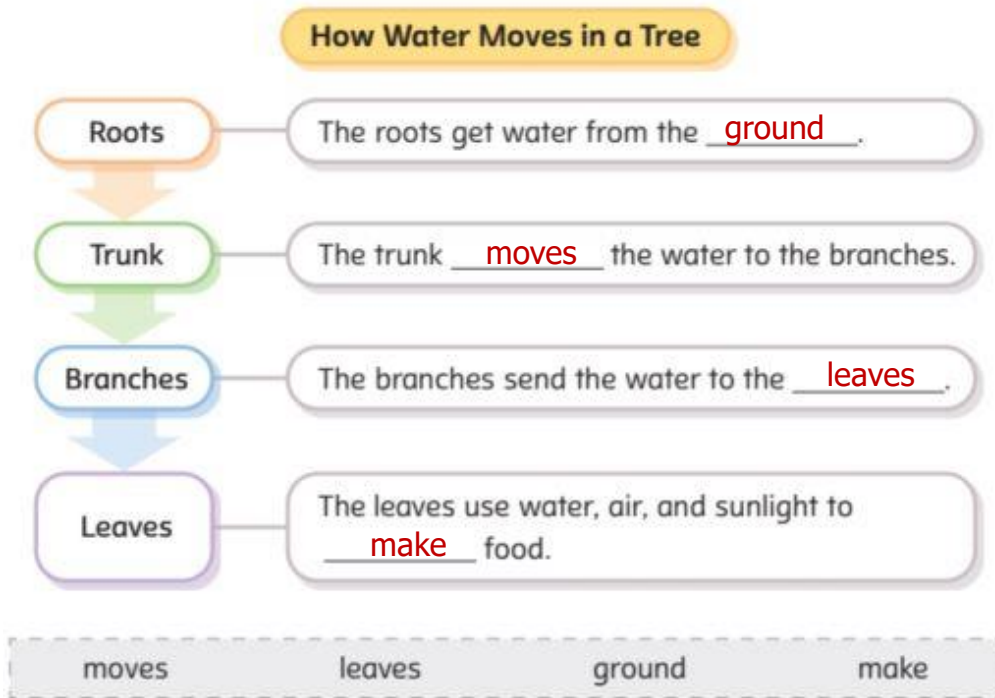 How Water Moves in a Tree
Roots
The roots get water from the ground.
Trunk
The trunk moves the water to the branches.
Branches
The branches send the water to the leaves.
Leaves
The leaves use water, air, and sunlight to
make food.
moves leaves ground make